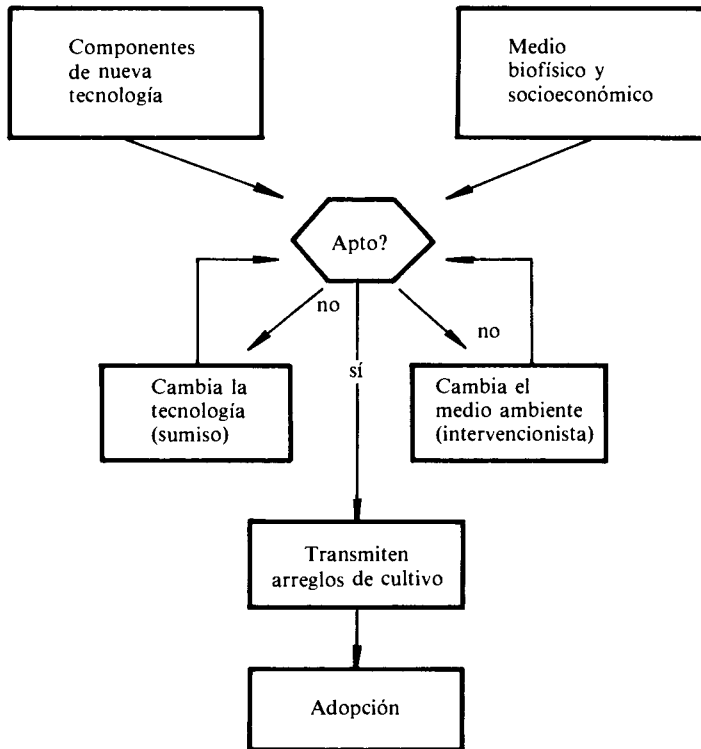 Componentes
de nueva
tecnología
Medio
biofísico y
socioeconómico
Apto?
no
no
sí
Cambia la
tecnología
(sumiso)
Cambia el
medio ambiente
(intervencionista)
Transmiten
arreglos de cultivo
Adopción